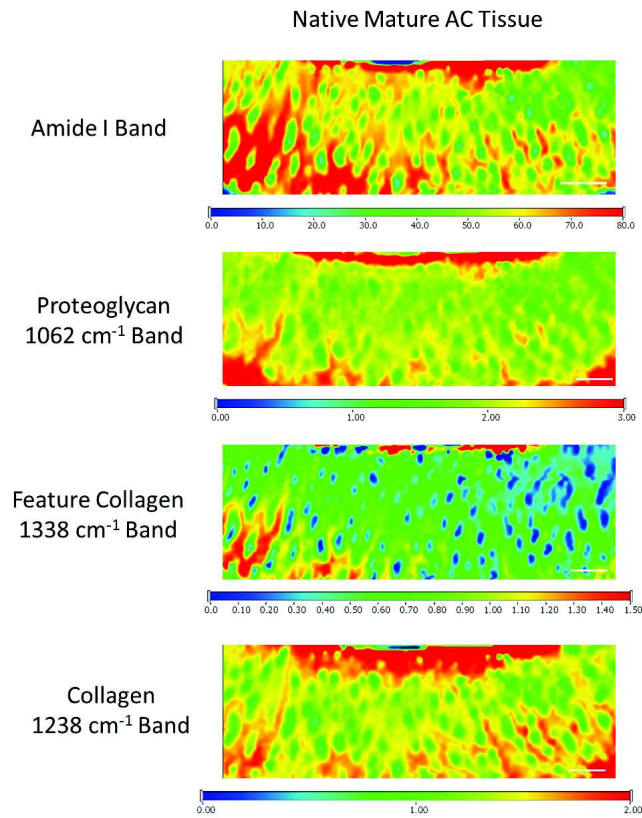 Native Mature AC Tissue
Amide I Band
0.0 10.0 20.0 30.0 40.0 50.0 60.0 70.0 80.0
Proteoglycan
1062 cm⁻¹ Band
0.00 1.00 2.00 3.00
Feature Collagen
1338 cm⁻¹ Band
0.0 0.10 0.20 0.30 0.40 0.50 0.60 0.70 0.80 0.90 1.00 1.10 1.20 1.30 1.40 1.50
Collagen
1238 cm⁻¹ Band
0.00 1.00 2.00